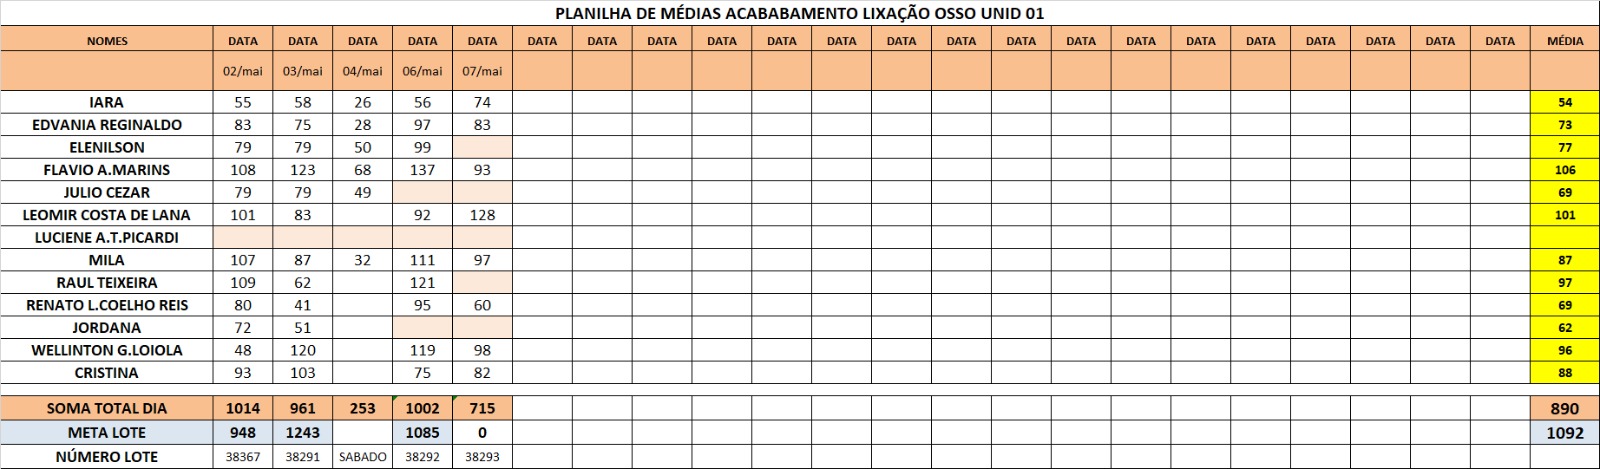 PLANILHA DE MÉDIAS ACABABAMENTO LIXAÇÃO OSSO UNID 01
NOMES DATA DATA DATA DATA DATA DATA DATA DATA DATA DATA DATA DATA DATA DATA DATA DATA DATA DATA DATA DATA DATA DATA MÉDIA
02/mai 03/mai 04/mai 06/mai 07/mai
IARA 55 58 26 56 74 54
EDVANIA REGINALDO 83 75 28 97 83 73
ELENILSON 79 79 50 99 77
FLAVIO A.MARINS 108 123 68 137 93 106
JULIO CEZAR 79 79 49 69
LEOMIR COSTA DE LANA 101 83 92 128 101
LUCIENE A.T.PICARDI
MILA 107 87 32 111 97 87
RAUL TEIXEIRA 109 62 121 97
RENATO L.COELHO REIS 80 41 95 60 69
JORDANA 72 51 62
WELLINTON G.LOIOLA 48 120 119 98 96
CRISTINA 93 103 75 82 88
SOMA TOTAL DIA 1014 961 253 1002 715 890
META LOTE 948 1243 1085 0 1092
NÚMERO LOTE 38367 38291 SABADO 38292 38293